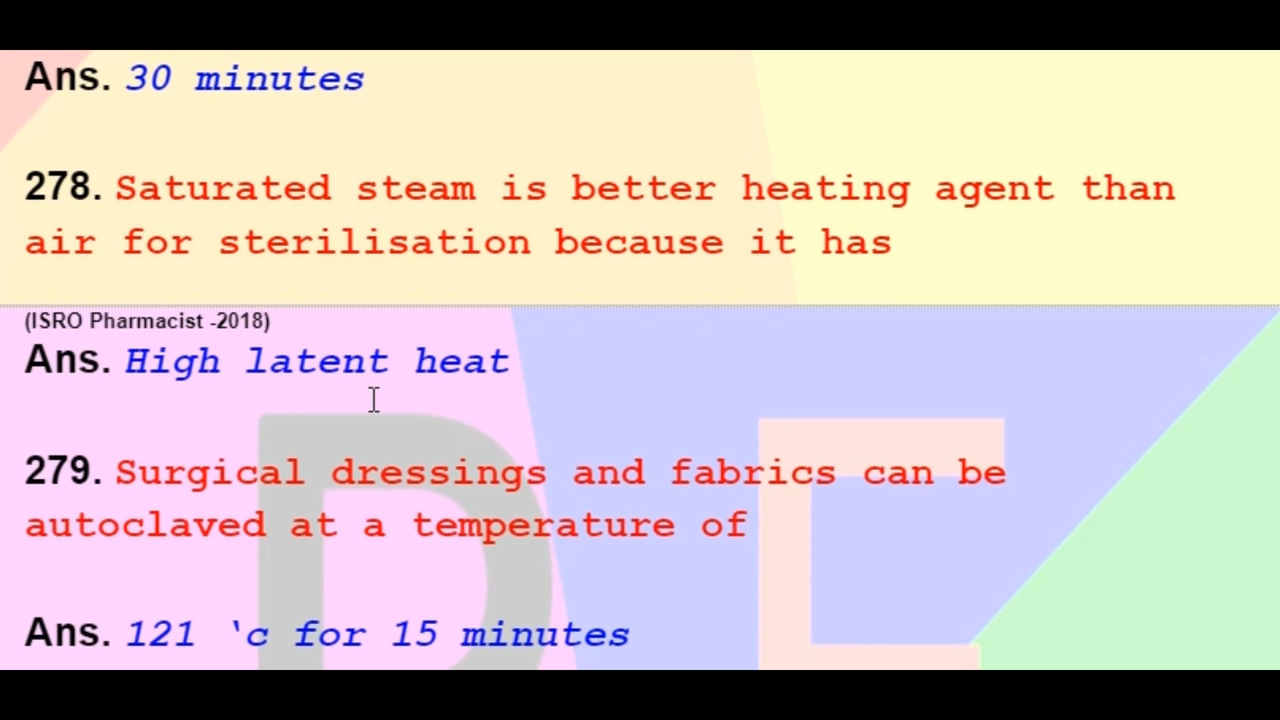 Ans. 30 minutes
278. Saturated steam is better heating agent than
air for sterilisation because it has
(ISRO Pharmacist -2018)
Ans. High latent heat
279. Surgical dressings and fabrics can be
autoclaved at a temperature of
Ans. 121 ‘c for 15 minutes